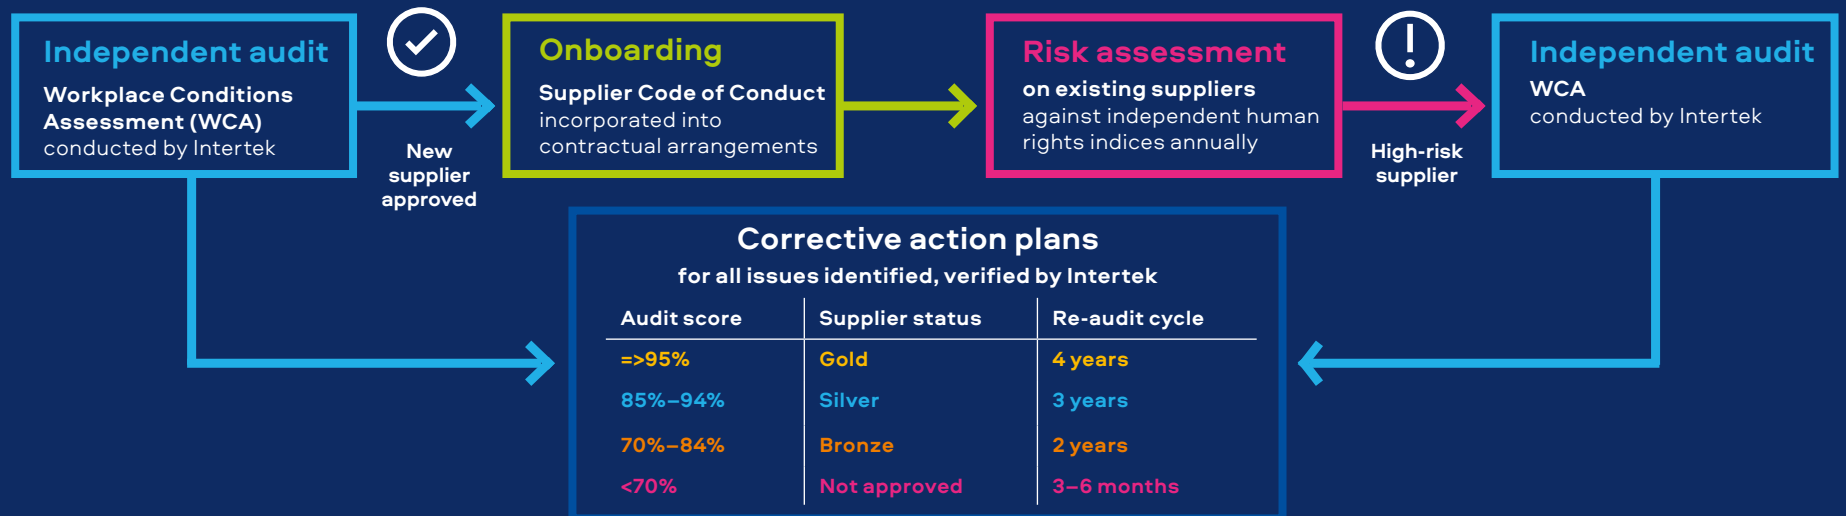 Independent audit
Workplace Conditions
Assessment (WCA)
conducted by Intertek
New
supplier
approved
Onboarding
Supplier Code of Conduct
incorporated into
contractual arrangements
Risk assessment
on existing suppliers
against independent human
rights indices annually
High-risk
supplier
Independent audit
WCA
conducted by Intertek
Corrective action plans
for all issues identified, verified by Intertek
Audit score Supplier status Re-audit cycle
=>95% Gold 4 years
85%–94% Silver 3 years
70%–84% Bronze 2 years
<70% Not approved 3–6 months